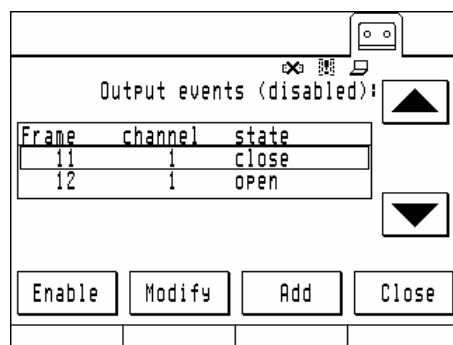 Output events (disabled):
Frame channel state
11 1 close
12 1 open
Enable Modify Add Close